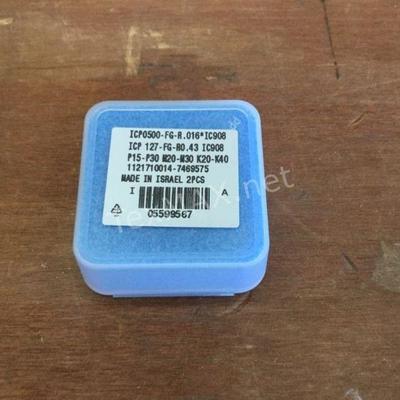 ICP0500-FG-R.016*IC908
ICP 127-FG-R0.43 IC908
P15-P30 M20-M30 K20-K40
1121710014-7469575
MADE IN ISRAEL 2PCS
I A
05599567